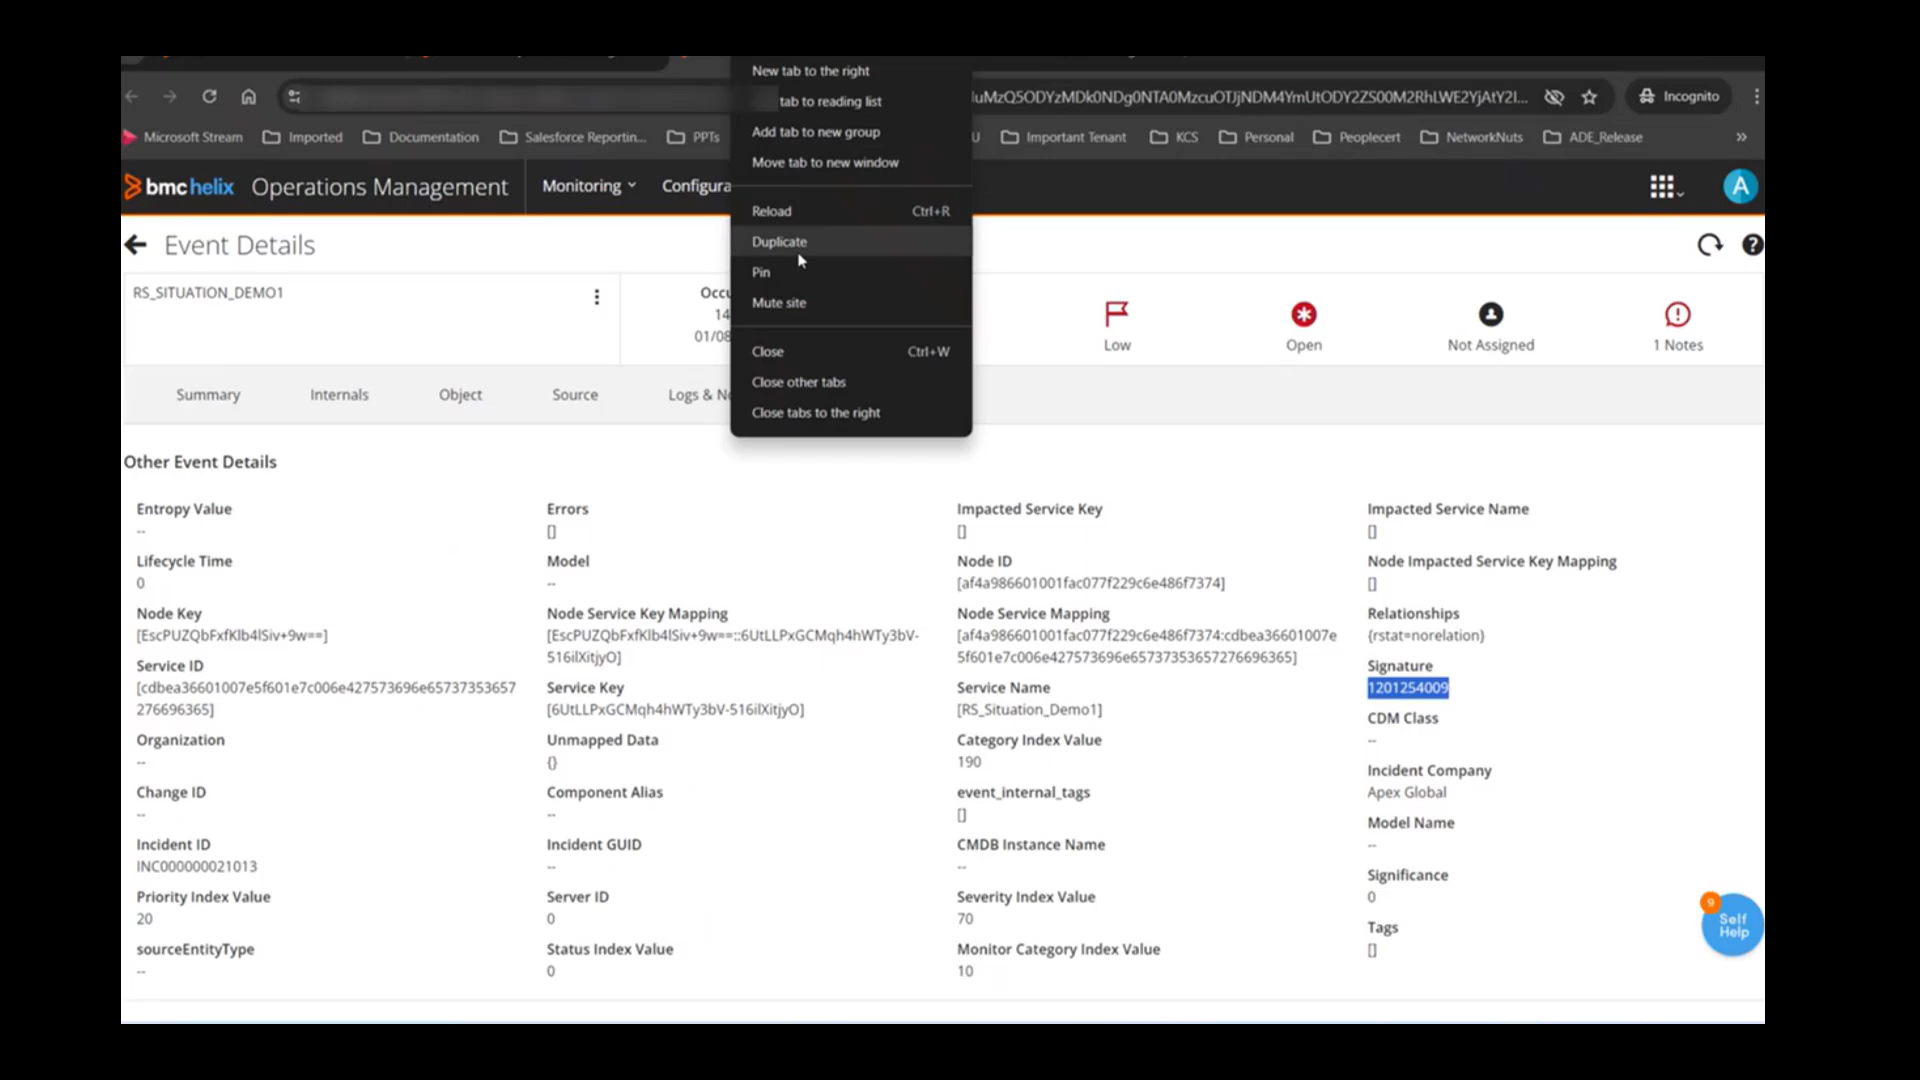 New tab to the right
tab to reading list
Add tab to new group
Move tab to new window
Reload Ctrl+R
Duplicate
Pin
Mute site
Close Ctrl+W
Close other tabs
Close tabs to the right
Incognito
Microsoft Stream Imported Documentation Salesforce Reportin... PPTs Important Tenant KCS Personal Peoplecert NetworkNuts ADE_Release »
bmc helix Operations Management Monitoring Configura A
Event Details
RS_SITUATION_DEMO1
Occu
14
01/08
Low Open Not Assigned 1 Notes
Summary Internals Object Source Logs & No
Other Event Details
Entropy Value
--
Lifecycle Time
0
Node Key
[EscPUZQbFxfKlb4lSiv+9w==]
Service ID
[cdbea36601007e5f601e7c006e427573696e65737353657
276696365]
Organization
--
Change ID
--
Incident ID
INC000000021013
Priority Index Value
20
sourceEntityType
--
Errors
[]
Model
--
Node Service Key Mapping
[EscPUZQbFxfKlb4lSiv+9w==::6UtLLPxGCMqh4hWTy3bV-
516ilXitjyO]
Service Key
[6UtLLPxGCMqh4hWTy3bV-516ilXitjyO]
Unmapped Data
{}
Component Alias
--
Incident GUID
--
Server ID
0
Status Index Value
0
Impacted Service Key
[]
Node ID
[af4a986601001fac077f229c6e486f7374]
Node Service Mapping
[af4a986601001fac077f229c6e486f7374:cdbea36601007e
5f601e7c006e427573696e65737353657276696365]
Service Name
[RS_Situation_Demo1]
Category Index Value
190
event_internal_tags
[]
CMDB Instance Name
--
Severity Index Value
70
Monitor Category Index Value
10
Impacted Service Name
[]
Node Impacted Service Key Mapping
[]
Relationships
{rstat=norelation}
Signature
1201254009
CDM Class
--
Incident Company
Apex Global
Model Name
--
Significance
0
Tags
[]
9
Self
Help